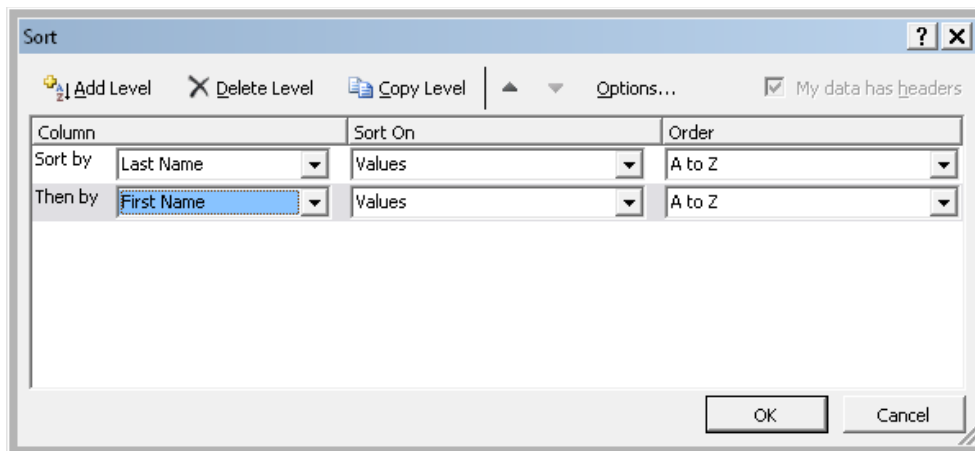 Sort
Add Level Delete Level Copy Level Options... My data has headers
Column Sort On Order
Sort by Last Name Values A to Z
Then by First Name Values A to Z
OK Cancel